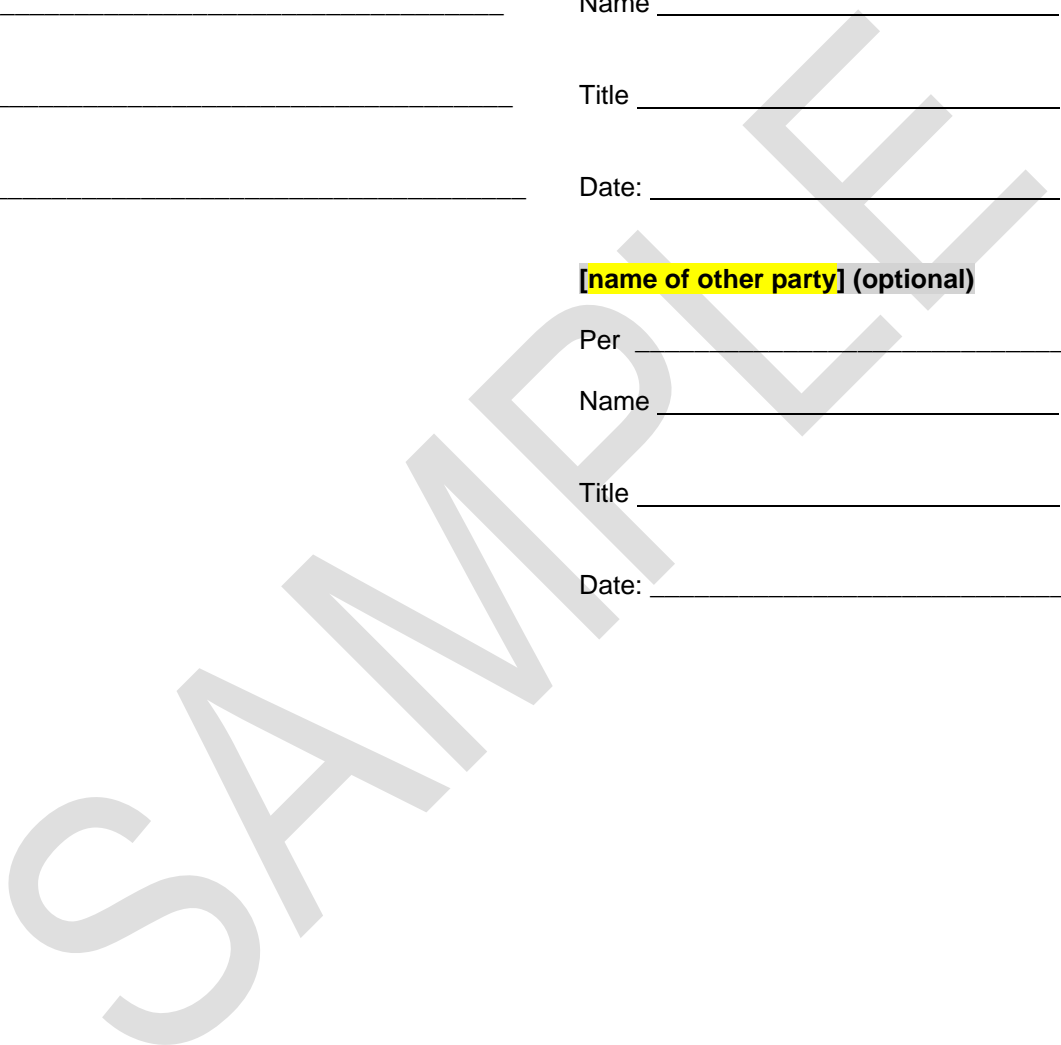 Name
Title
Date:
[name of other party] (optional)
Per
Name
Title
Date:
SAMPLE